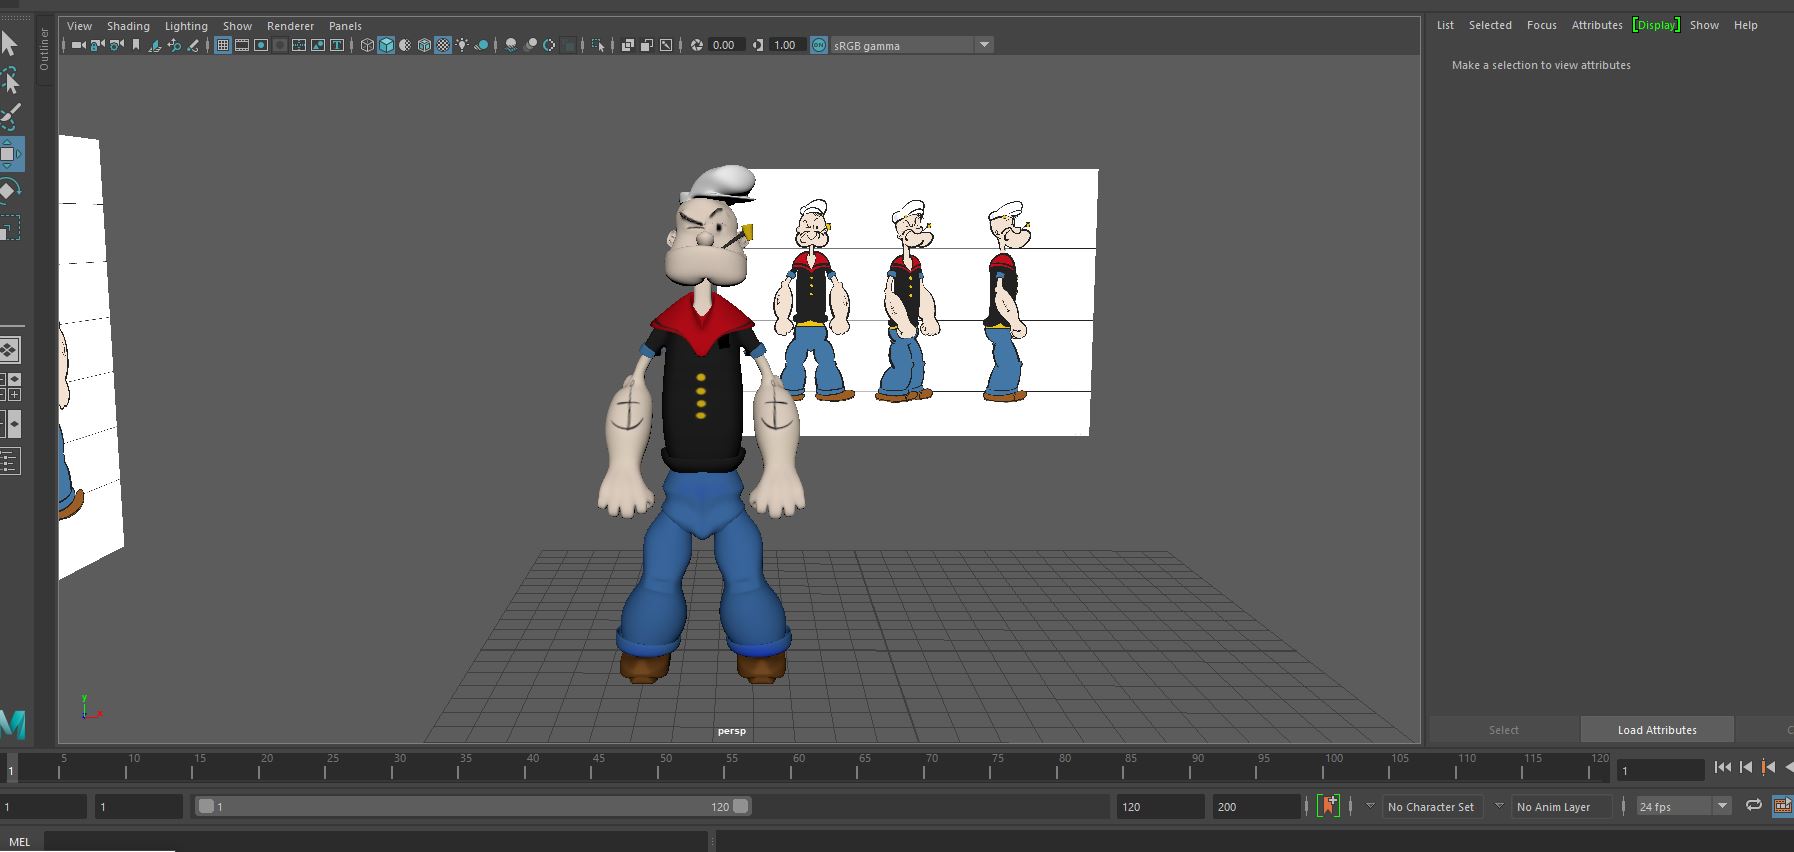 View Shading Lighting Show Renderer Panels
List Selected Focus Attributes Display Show Help
Outliner
0.00 1.00 ON sRGB gamma
Make a selection to view attributes
y
x
persp
Select Load Attributes
1 5 10 15 20 25 30 35 40 45 50 55 60 65 70 75 80 85 90 95 100 105 110 115 120 1
1 1 1 120 120 200 No Character Set No Anim Layer 24 fps
MEL